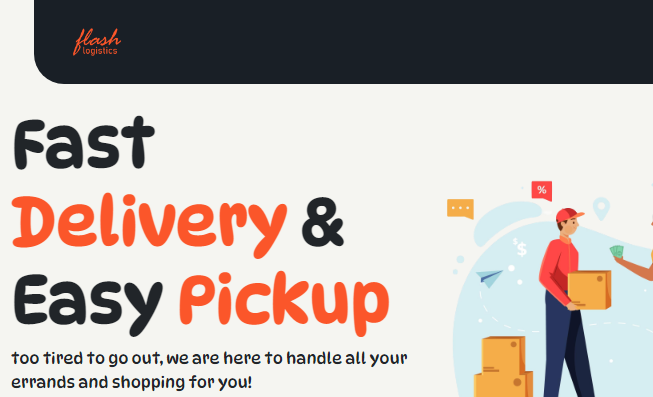 flash
logistics
Fast
Delivery &
Easy Pickup
too tired to go out, we are here to handle all your
errands and shopping for you!
%
$
$